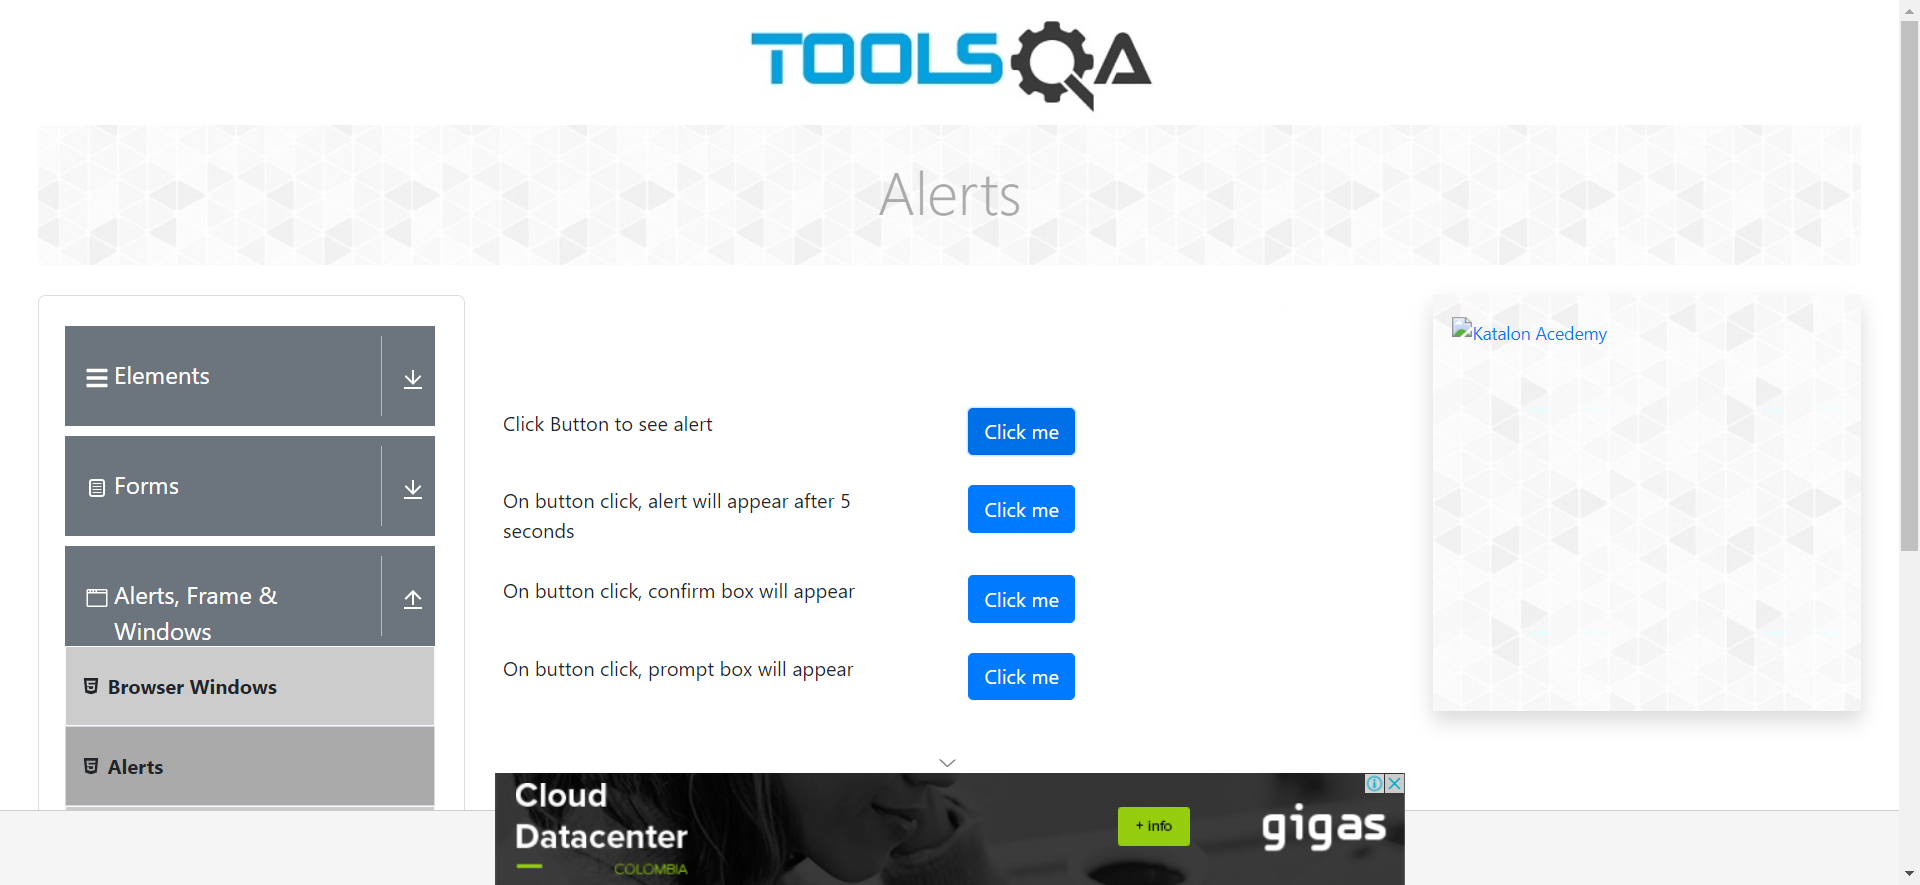 TOOLSQA
Alerts
Elements
Forms
Alerts, Frame &
Windows
Browser Windows
Alerts
Click Button to see alert
Click me
On button click, alert will appear after 5
seconds
Click me
On button click, confirm box will appear
Click me
On button click, prompt box will appear
Click me
Katalon Acedemy
Cloud
Datacenter
COLOMBIA
+ info
gigas